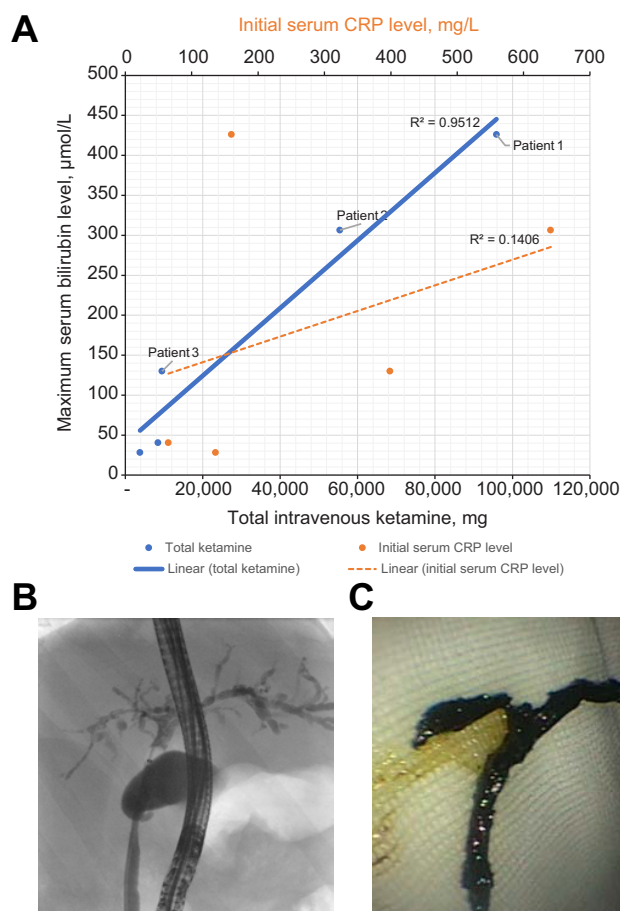 A
Initial serum CRP level, mg/L
0 100 200 300 400 500 600 700
500
450
400
350
300
250
200
150
100
50
0
Maximum serum bilirubin level, µmol/L
R² = 0.9512
Patient 1
Patient 2
R² = 0.1406
Patient 3
- 20,000 40,000 60,000 80,000 100,000 120,000
Total intravenous ketamine, mg
Total ketamine Initial serum CRP level
Linear (total ketamine) Linear (initial serum CRP level)
B C